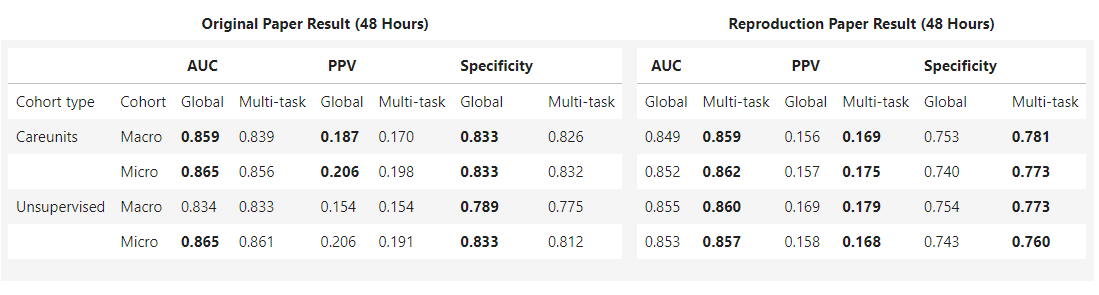 Original Paper Result (48 Hours) Reproduction Paper Result (48 Hours)
AUC PPV Specificity AUC PPV Specificity
Cohort type Cohort Global Multi-task Global Multi-task Global Multi-task Global Multi-task Global Multi-task Global Multi-task
Careunits Macro 0.859 0.839 0.187 0.170 0.833 0.826 0.849 0.859 0.156 0.169 0.753 0.781
Micro 0.865 0.856 0.206 0.198 0.833 0.832 0.852 0.862 0.157 0.175 0.740 0.773
Unsupervised Macro 0.834 0.833 0.154 0.154 0.789 0.775 0.855 0.860 0.169 0.179 0.754 0.773
Micro 0.865 0.861 0.206 0.191 0.833 0.812 0.853 0.857 0.158 0.168 0.743 0.760